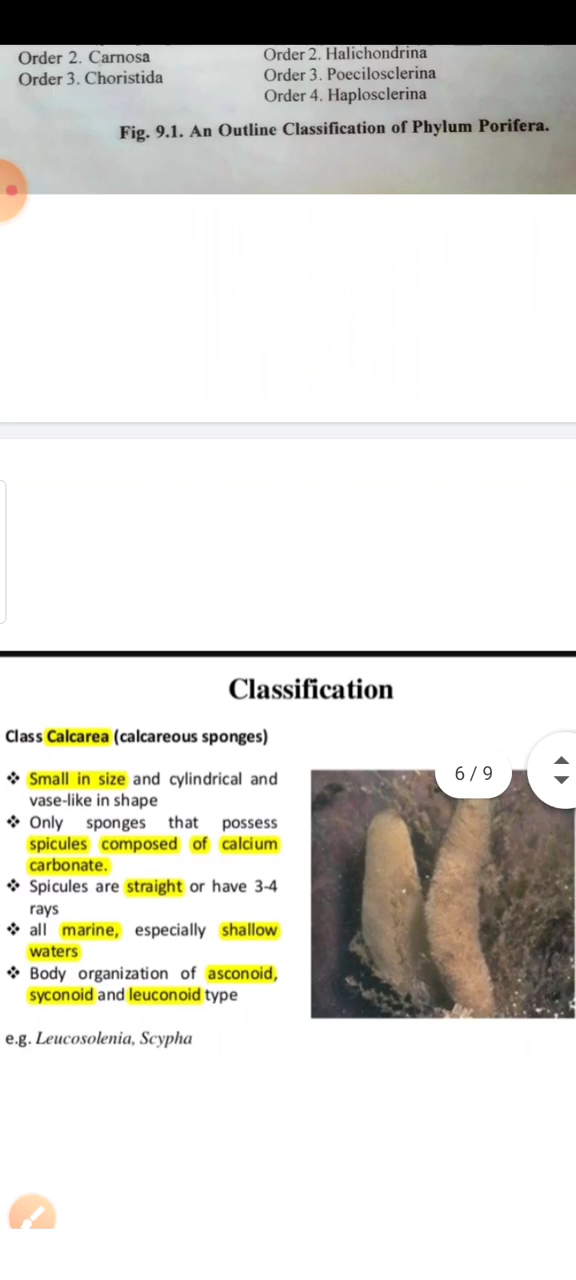 Order 2. Carnosa
Order 3. Choristida
Order 2. Halichondrina
Order 3. Poecilosclerina
Order 4. Haplosclerina
Fig. 9.1. An Outline Classification of Phylum Porifera.
Classification
Class Calcarea (calcareous sponges)
❖ Small in size and cylindrical and
vase-like in shape
❖ Only sponges that possess
spicules composed of calcium
carbonate.
❖ Spicules are straight or have 3-4
rays
❖ all marine, especially shallow
waters
❖ Body organization of asconoid,
syconoid and leuconoid type
e.g. Leucosolenia, Scypha
6 / 9